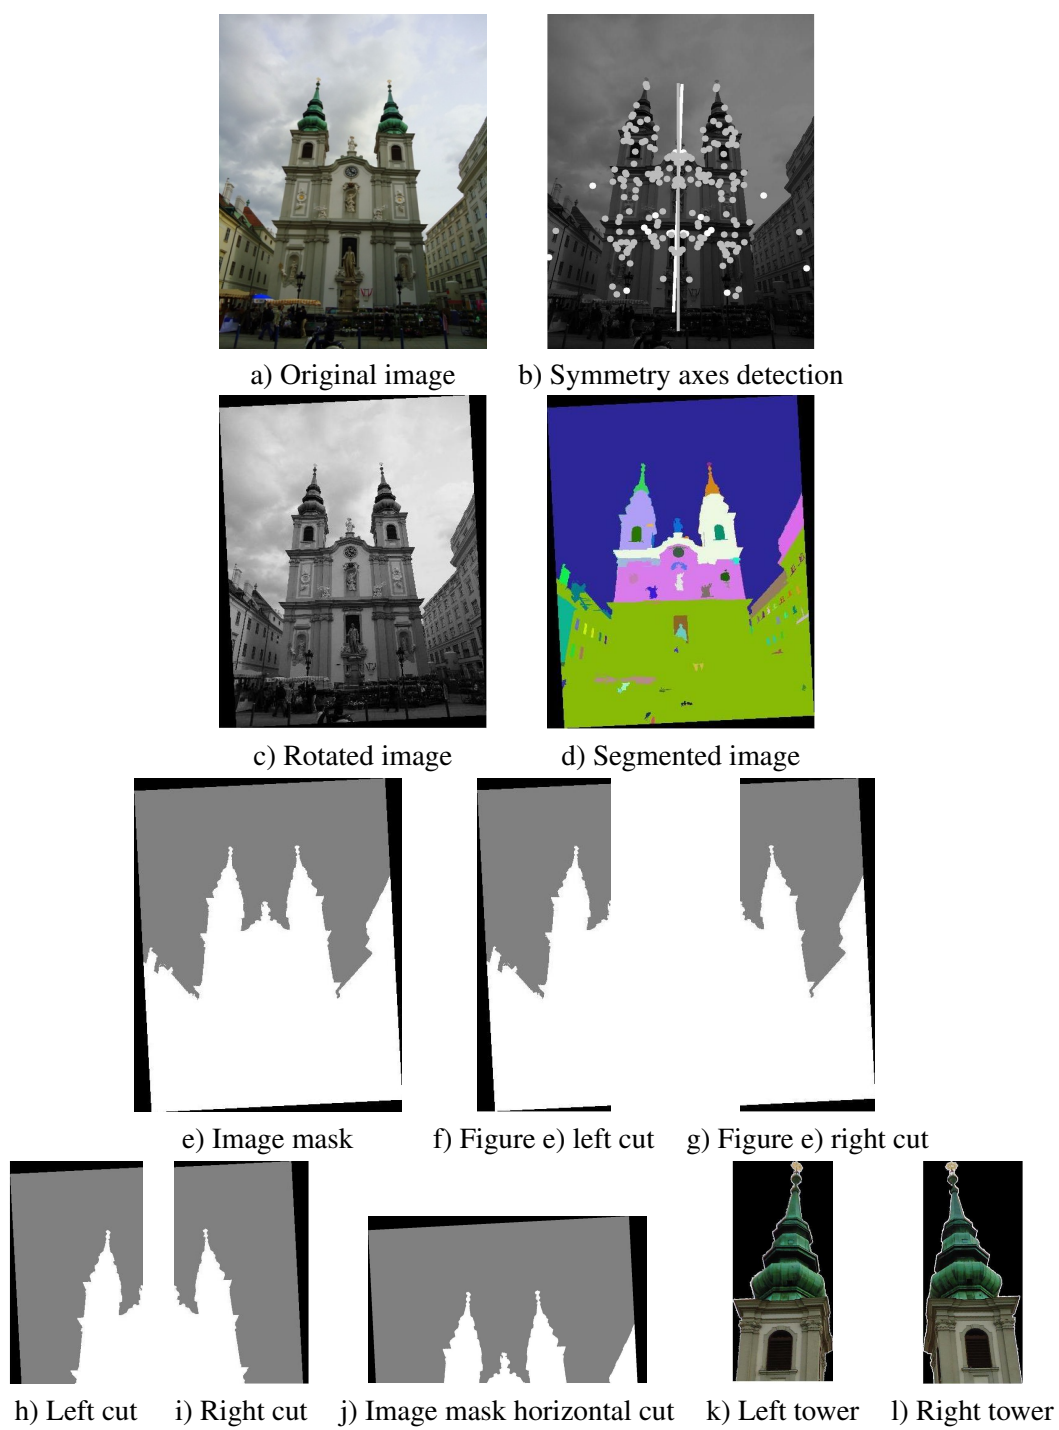 a) Original image
b) Symmetry axes detection
c) Rotated image
d) Segmented image
e) Image mask
f) Figure e) left cut
g) Figure e) right cut
h) Left cut
i) Right cut
j) Image mask horizontal cut
k) Left tower
l) Right tower